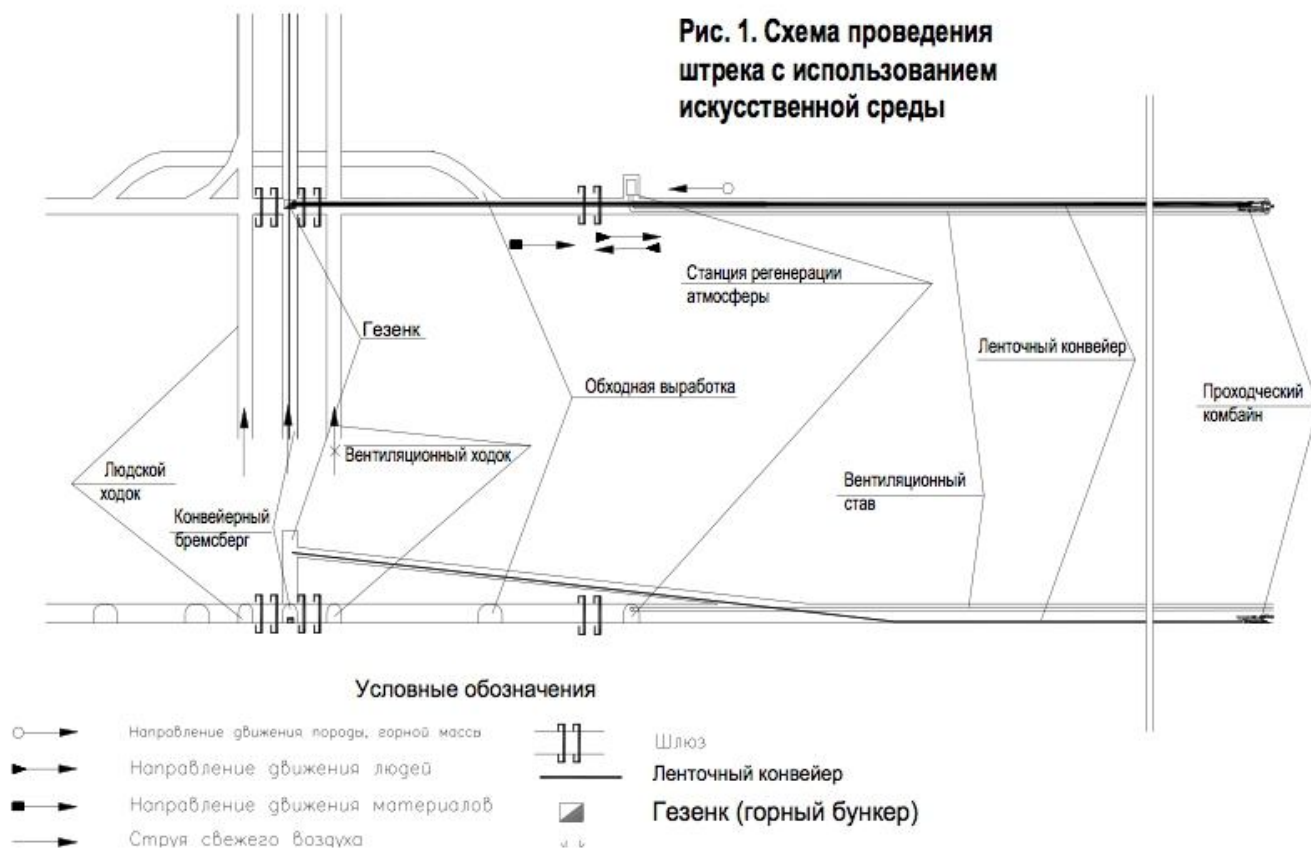 Рис. 1. Схема проведения
штрека с использованием
искусственной среды
Станция регенерации
атмосферы
Гезенк
Ленточный конвейер
Обходная выработка
Проходческий
комбайн
Вентиляционный ходок
Людской
ходок
Вентиляционный
став
Конвейерный
бремсберг
Условные обозначения
Направление движения породы, горной массы
Направление движения людей
Направление движения материалов
Струя свежего воздуха
Шлюз
Ленточный конвейер
Гезенк (горный бункер)